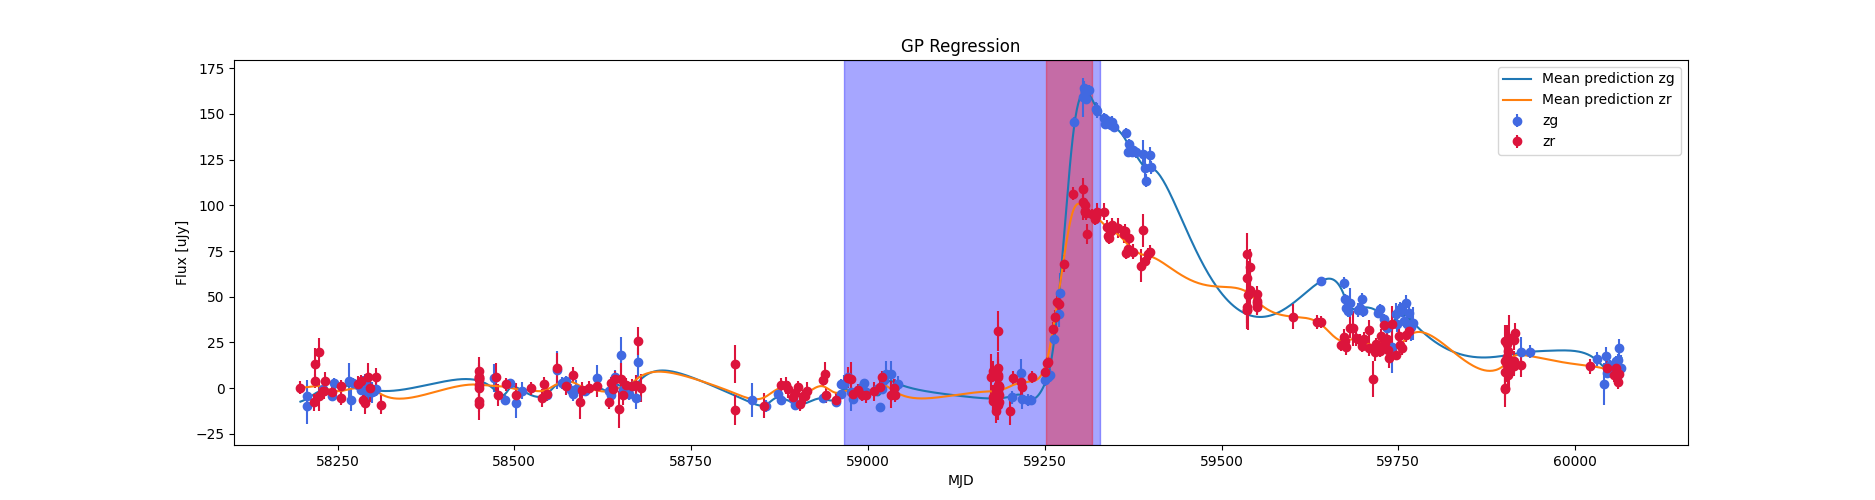 GP Regression
175
150
125
100
75
50
25
0
−25
Flux [uJy]
58250 58500 58750 59000 59250 59500 59750 60000
MJD
Mean prediction zg
Mean prediction zr
zg
zr